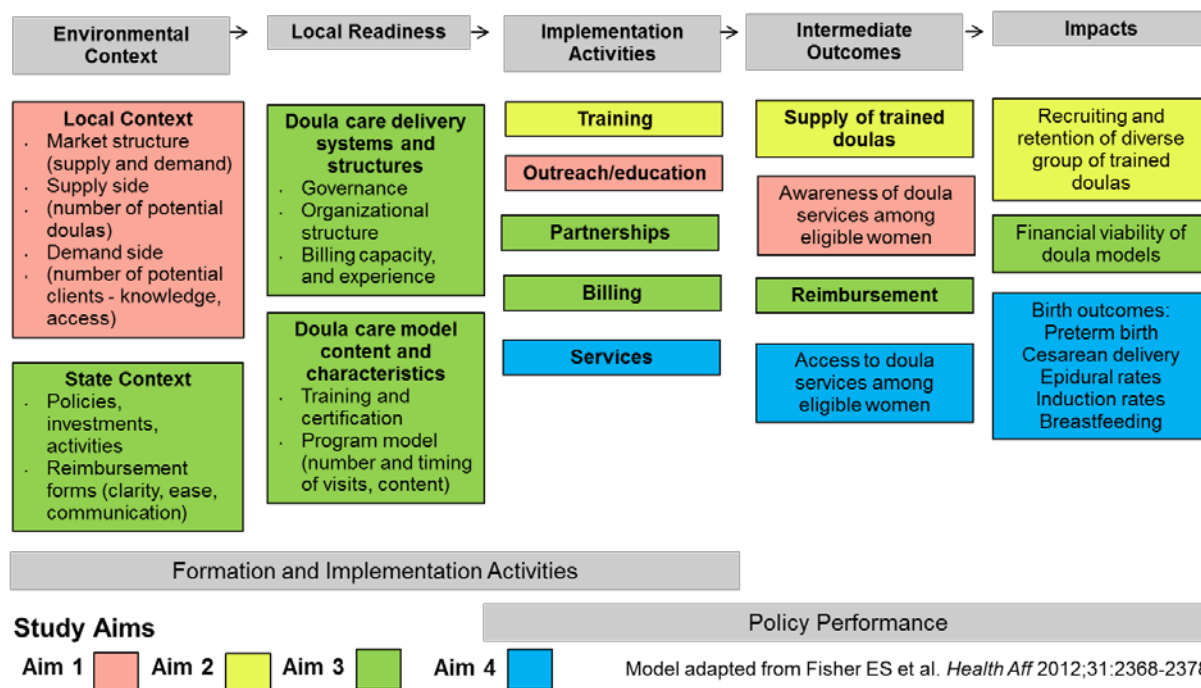 Environmental
Context
Local Readiness
Implementation
Activities
Intermediate
Outcomes
Impacts
Local Context
· Market structure
(supply and demand)
· Supply side
· (number of potential
doulas)
· Demand side
· (number of potential
clients - knowledge,
access)
State Context
· Policies,
investments,
activities
· Reimbursement
forms (clarity, ease,
communication)
Doula care delivery
systems and
structures
· Governance
· Organizational
structure
· Billing capacity,
and experience
Doula care model
content and
characteristics
· Training and
certification
· Program model
(number and timing
of visits, content)
Training
Outreach/education
Partnerships
Billing
Services
Supply of trained
doulas
Awareness of doula
services among
eligible women
Reimbursement
Access to doula
services among
eligible women
Recruiting and
retention of diverse
group of trained
doulas
Financial viability of
doula models
Birth outcomes:
Preterm birth
Cesarean delivery
Epidural rates
Induction rates
Breastfeeding
Formation and Implementation Activities
Policy Performance
Study Aims
Aim 1 Aim 2 Aim 3 Aim 4
Model adapted from Fisher ES et al. Health Aff 2012;31:2368-2378